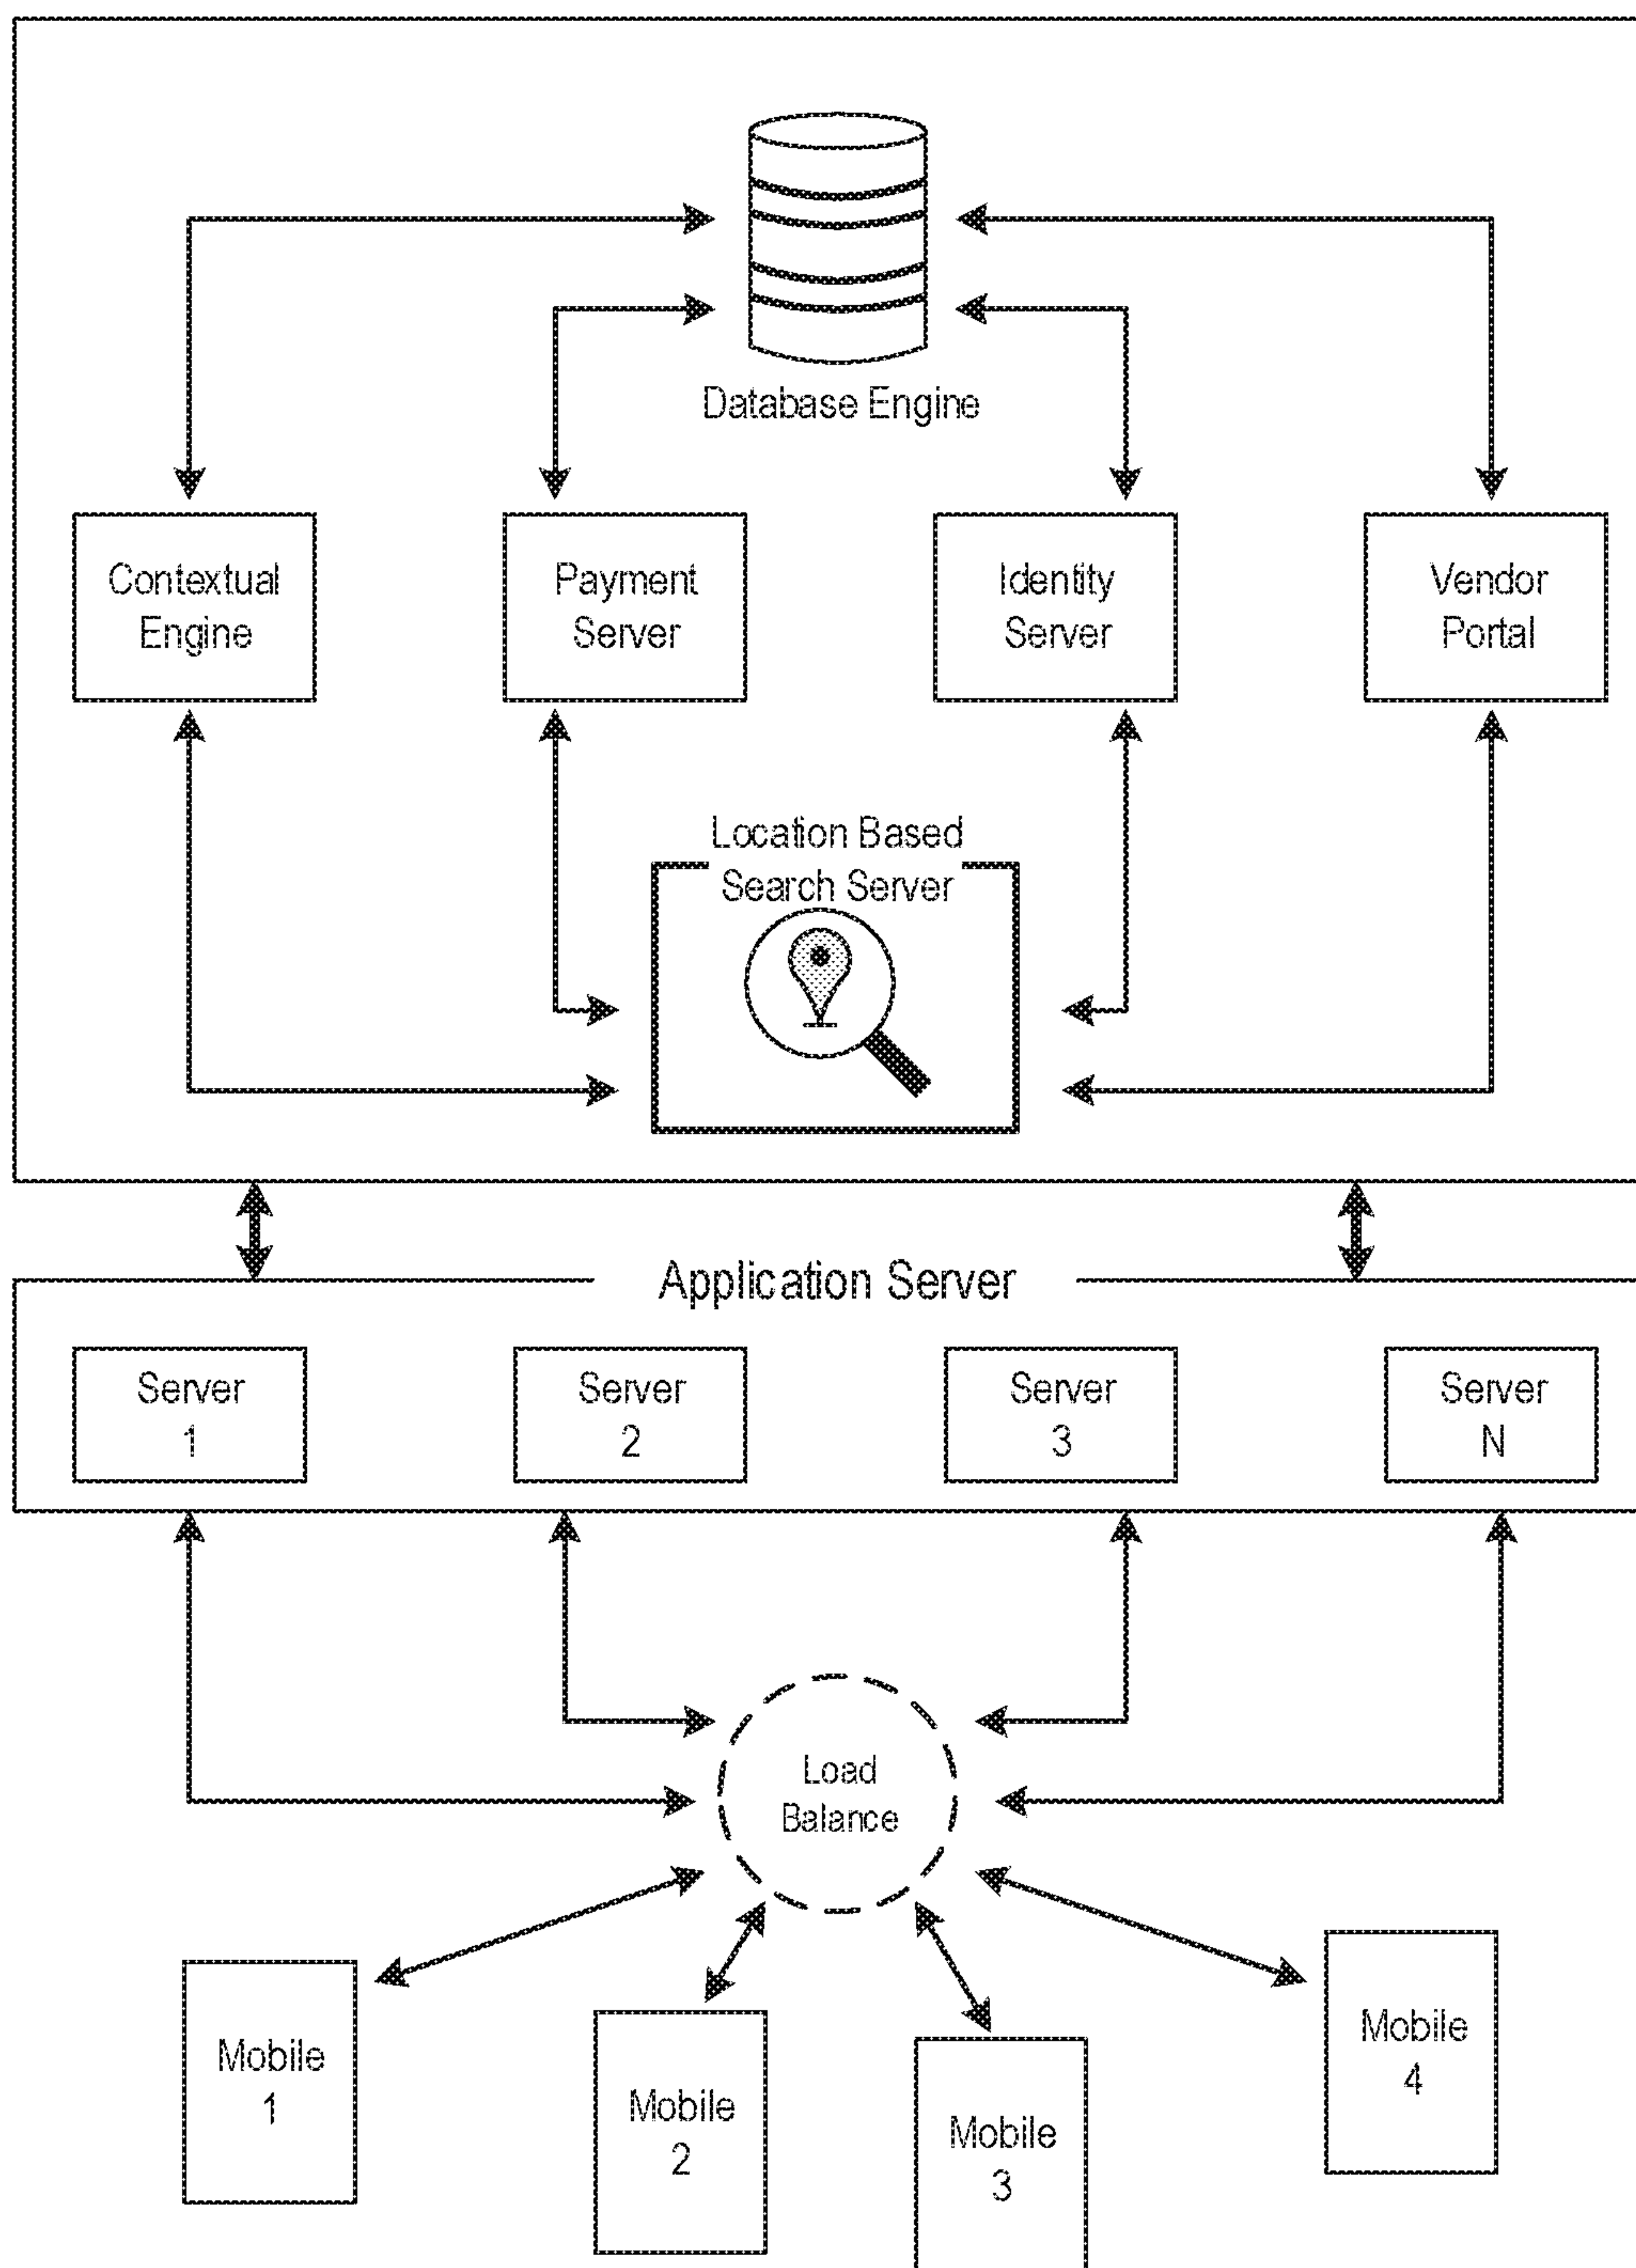 Database Engine
Contextual
Engine
Payment
Server
Identity
Server
Vendor
Portal
Location Based
Search Server
Application Server
Server
1
Server
2
Server
3
Server
N
Load
Balance
Mobile
1
Mobile
2
Mobile
3
Mobile
4